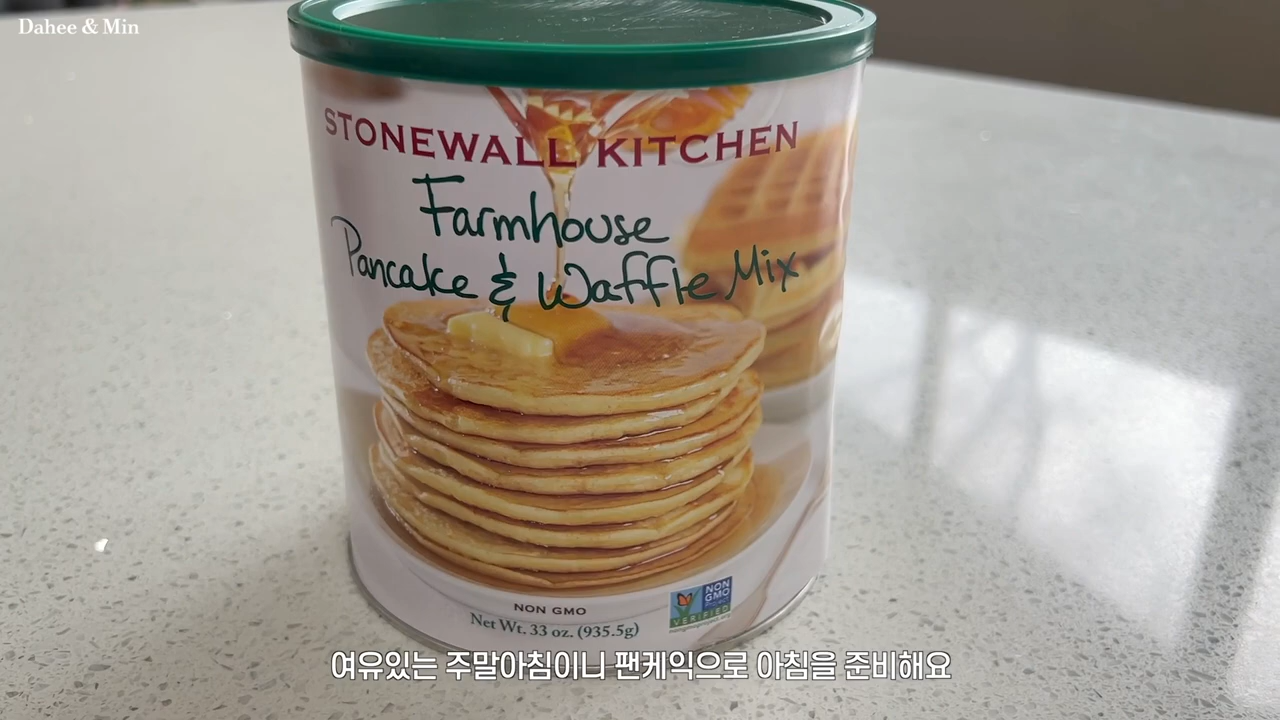 Dahee & Min
STONEWALL KITCHEN
Farmhouse
Pancake & Waffle Mix
NON GMO
Net Wt. 33 oz. (935.5g)
NON
GMO
Project
VERIFIED
여유있는 주말아침이니 팬케익으로 아침을 준비해요